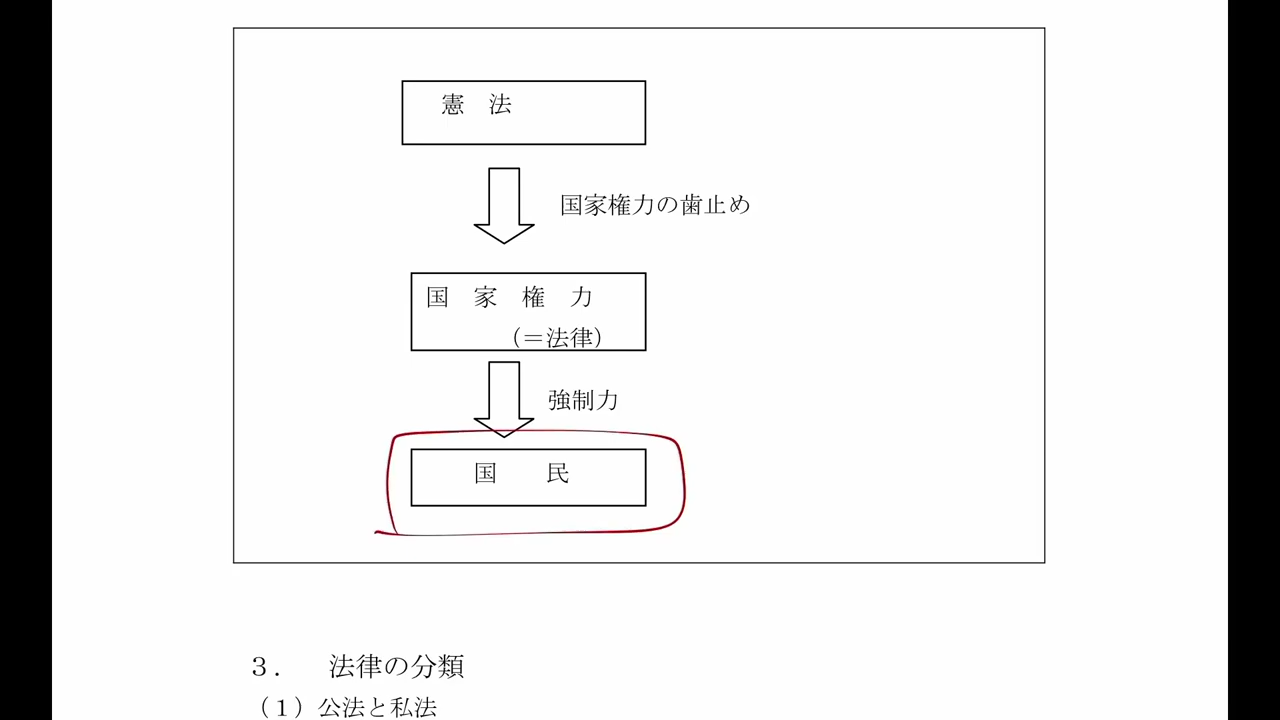 憲　法
国家権力の歯止め
国　家　権　力
（＝法律）
強制力
国　　民
３．　法律の分類
（１）公法と私法